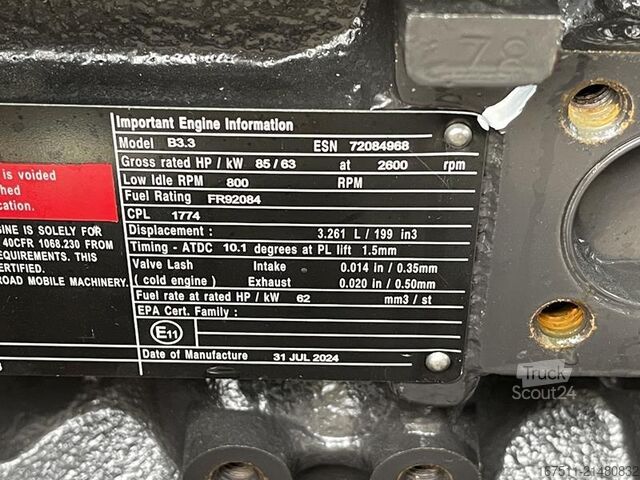 78
Important Engine Information
Model B3.3 ESN 72084968
Gross rated HP / kW 85/63 at 2600 rpm
Low Idle RPM 800 RPM
Fuel Rating FR92084
CPL 1774
Displacement : 3.261 L / 199 in3
Timing - ATDC 10.1 degrees at PL lift 1.5mm
Valve Lash Intake 0.014 in / 0.35mm
( cold engine ) Exhaust 0.020 in / 0.50mm
Fuel rate at rated HP / kW 62 mm3 / st
EPA Cert. Family :
E11
Date of Manufacture 31 JUL 2024
is voided
shed
cation.
INE IS SOLELY FOR
40CFR 1068.230 FROM
EQUIREMENTS. THIS
ERTIFIED.
ROAD MOBILE MACHINERY.
Truck
Scout24
167511-21480832